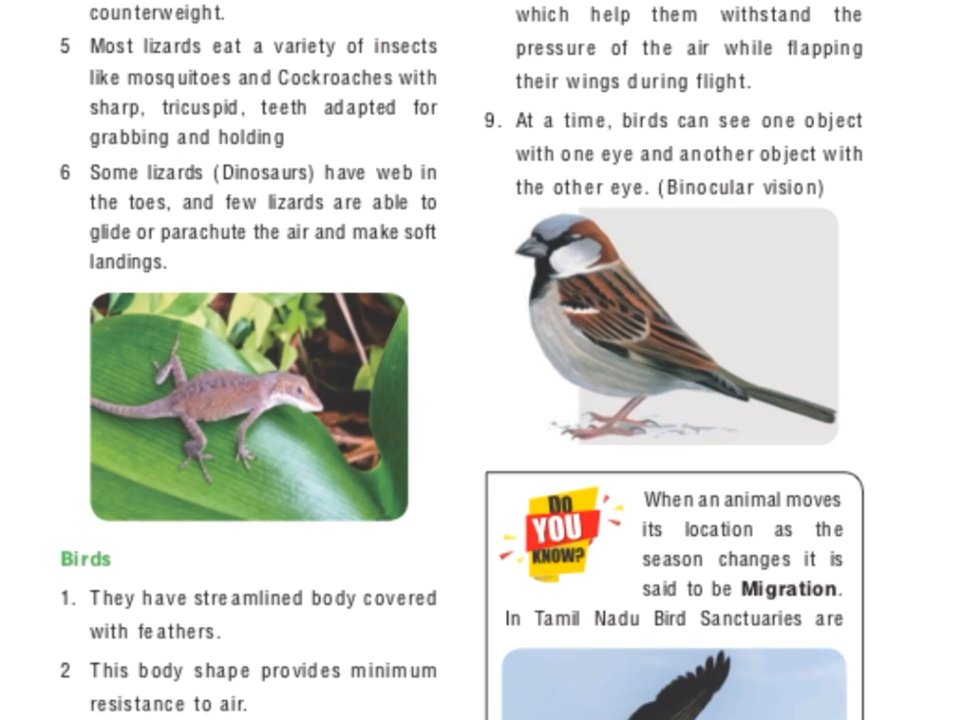 counterweight.
5 Most lizards eat a variety of insects
like mosquitoes and Cockroaches with
sharp, tricuspid, teeth adapted for
grabbing and holding
6 Some lizards (Dinosaurs) have web in
the toes, and few lizards are able to
glide or parachute the air and make soft
landings.
Birds
1. They have streamlined body covered
with feathers.
2 This body shape provides minimum
resistance to air.
which help them withstand the
pressure of the air while flapping
their wings during flight.
9. At a time, birds can see one object
with one eye and another object with
the other eye. (Binocular vision)
DO
YOU
KNOW?
When an animal moves
its location as the
season changes it is
said to be Migration.
In Tamil Nadu Bird Sanctuaries are